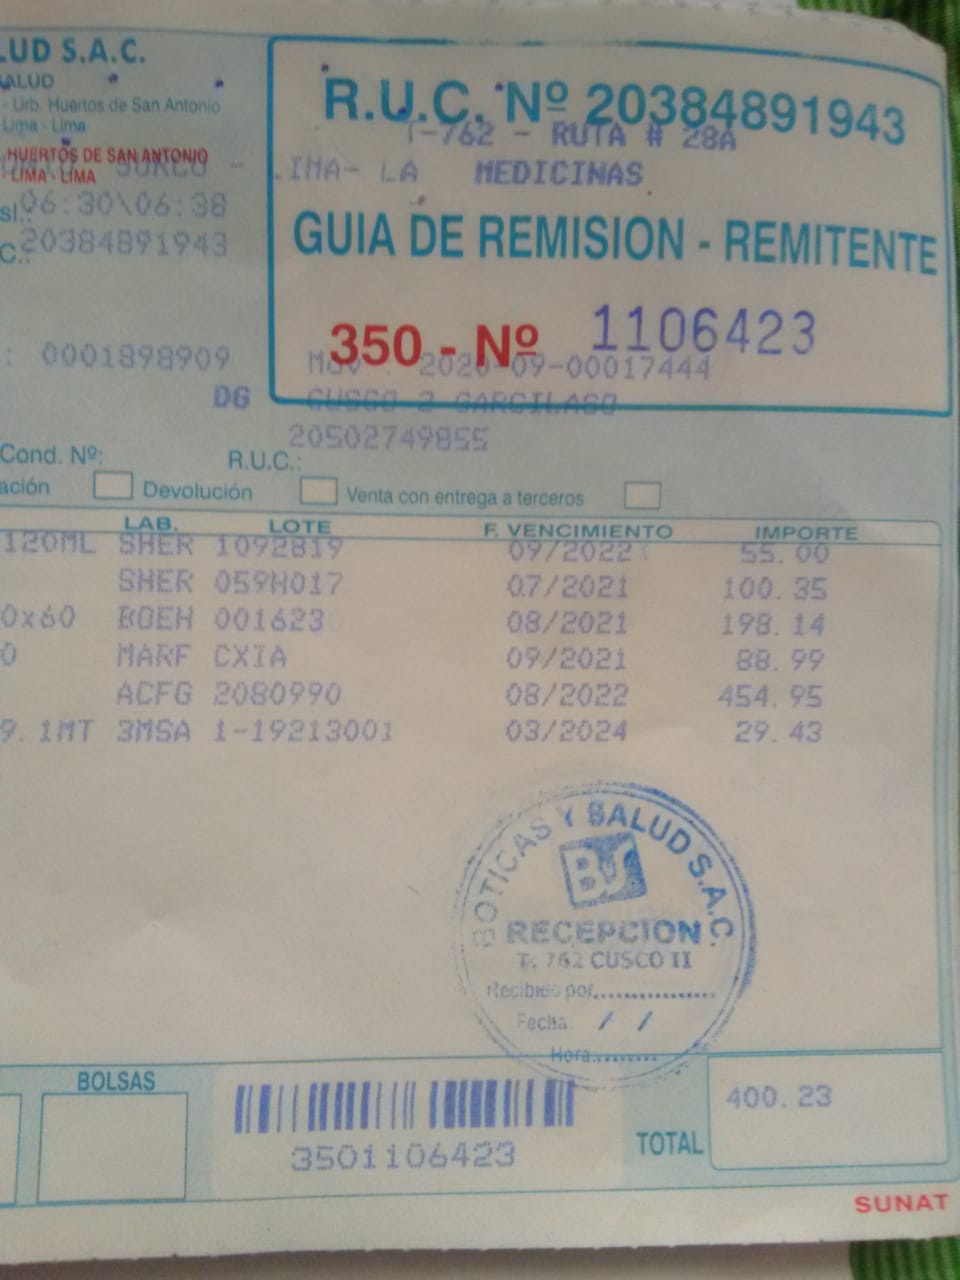 LUD S.A.C.
ALUD
- Urb. Huertos de San Antonio
Lima - Lima
HUERTOS DE SAN ANTONIO
SURCO -
- LIMA- LIMA
06:30\06:38
20384891943
R.U.C. Nº 20384891943
T-762 - RUTA # 28A
LIMA- LA MEDICINAS
GUIA DE REMISION - REMITENTE
350 - Nº 1106423
: 0001898909
2020-09-00017444
DG CUSCO 2 GARCILASO
20502749855
Cond. Nº: R.U.C.:
ación Devolución Venta con entrega a terceros
LAB. LOTE F. VENCIMIENTO IMPORTE
120ML SHER 1092819 09/2022 55.00
SHER 059H017 07/2021 100.35
0x60 BOEH 001623 08/2021 198.14
0 MARF CXIA 09/2021 88.99
ACFG 2080990 08/2022 454.95
9.1MT 3MSA 1-19213001 03/2024 29.43
BOTICAS Y SALUD S.A.C.
BS
RECEPCION
T. 762 CUSCO II
Recibido por
Fecha: / /
Hora:
BOLSAS
3501106423
TOTAL 400.23
SUNAT